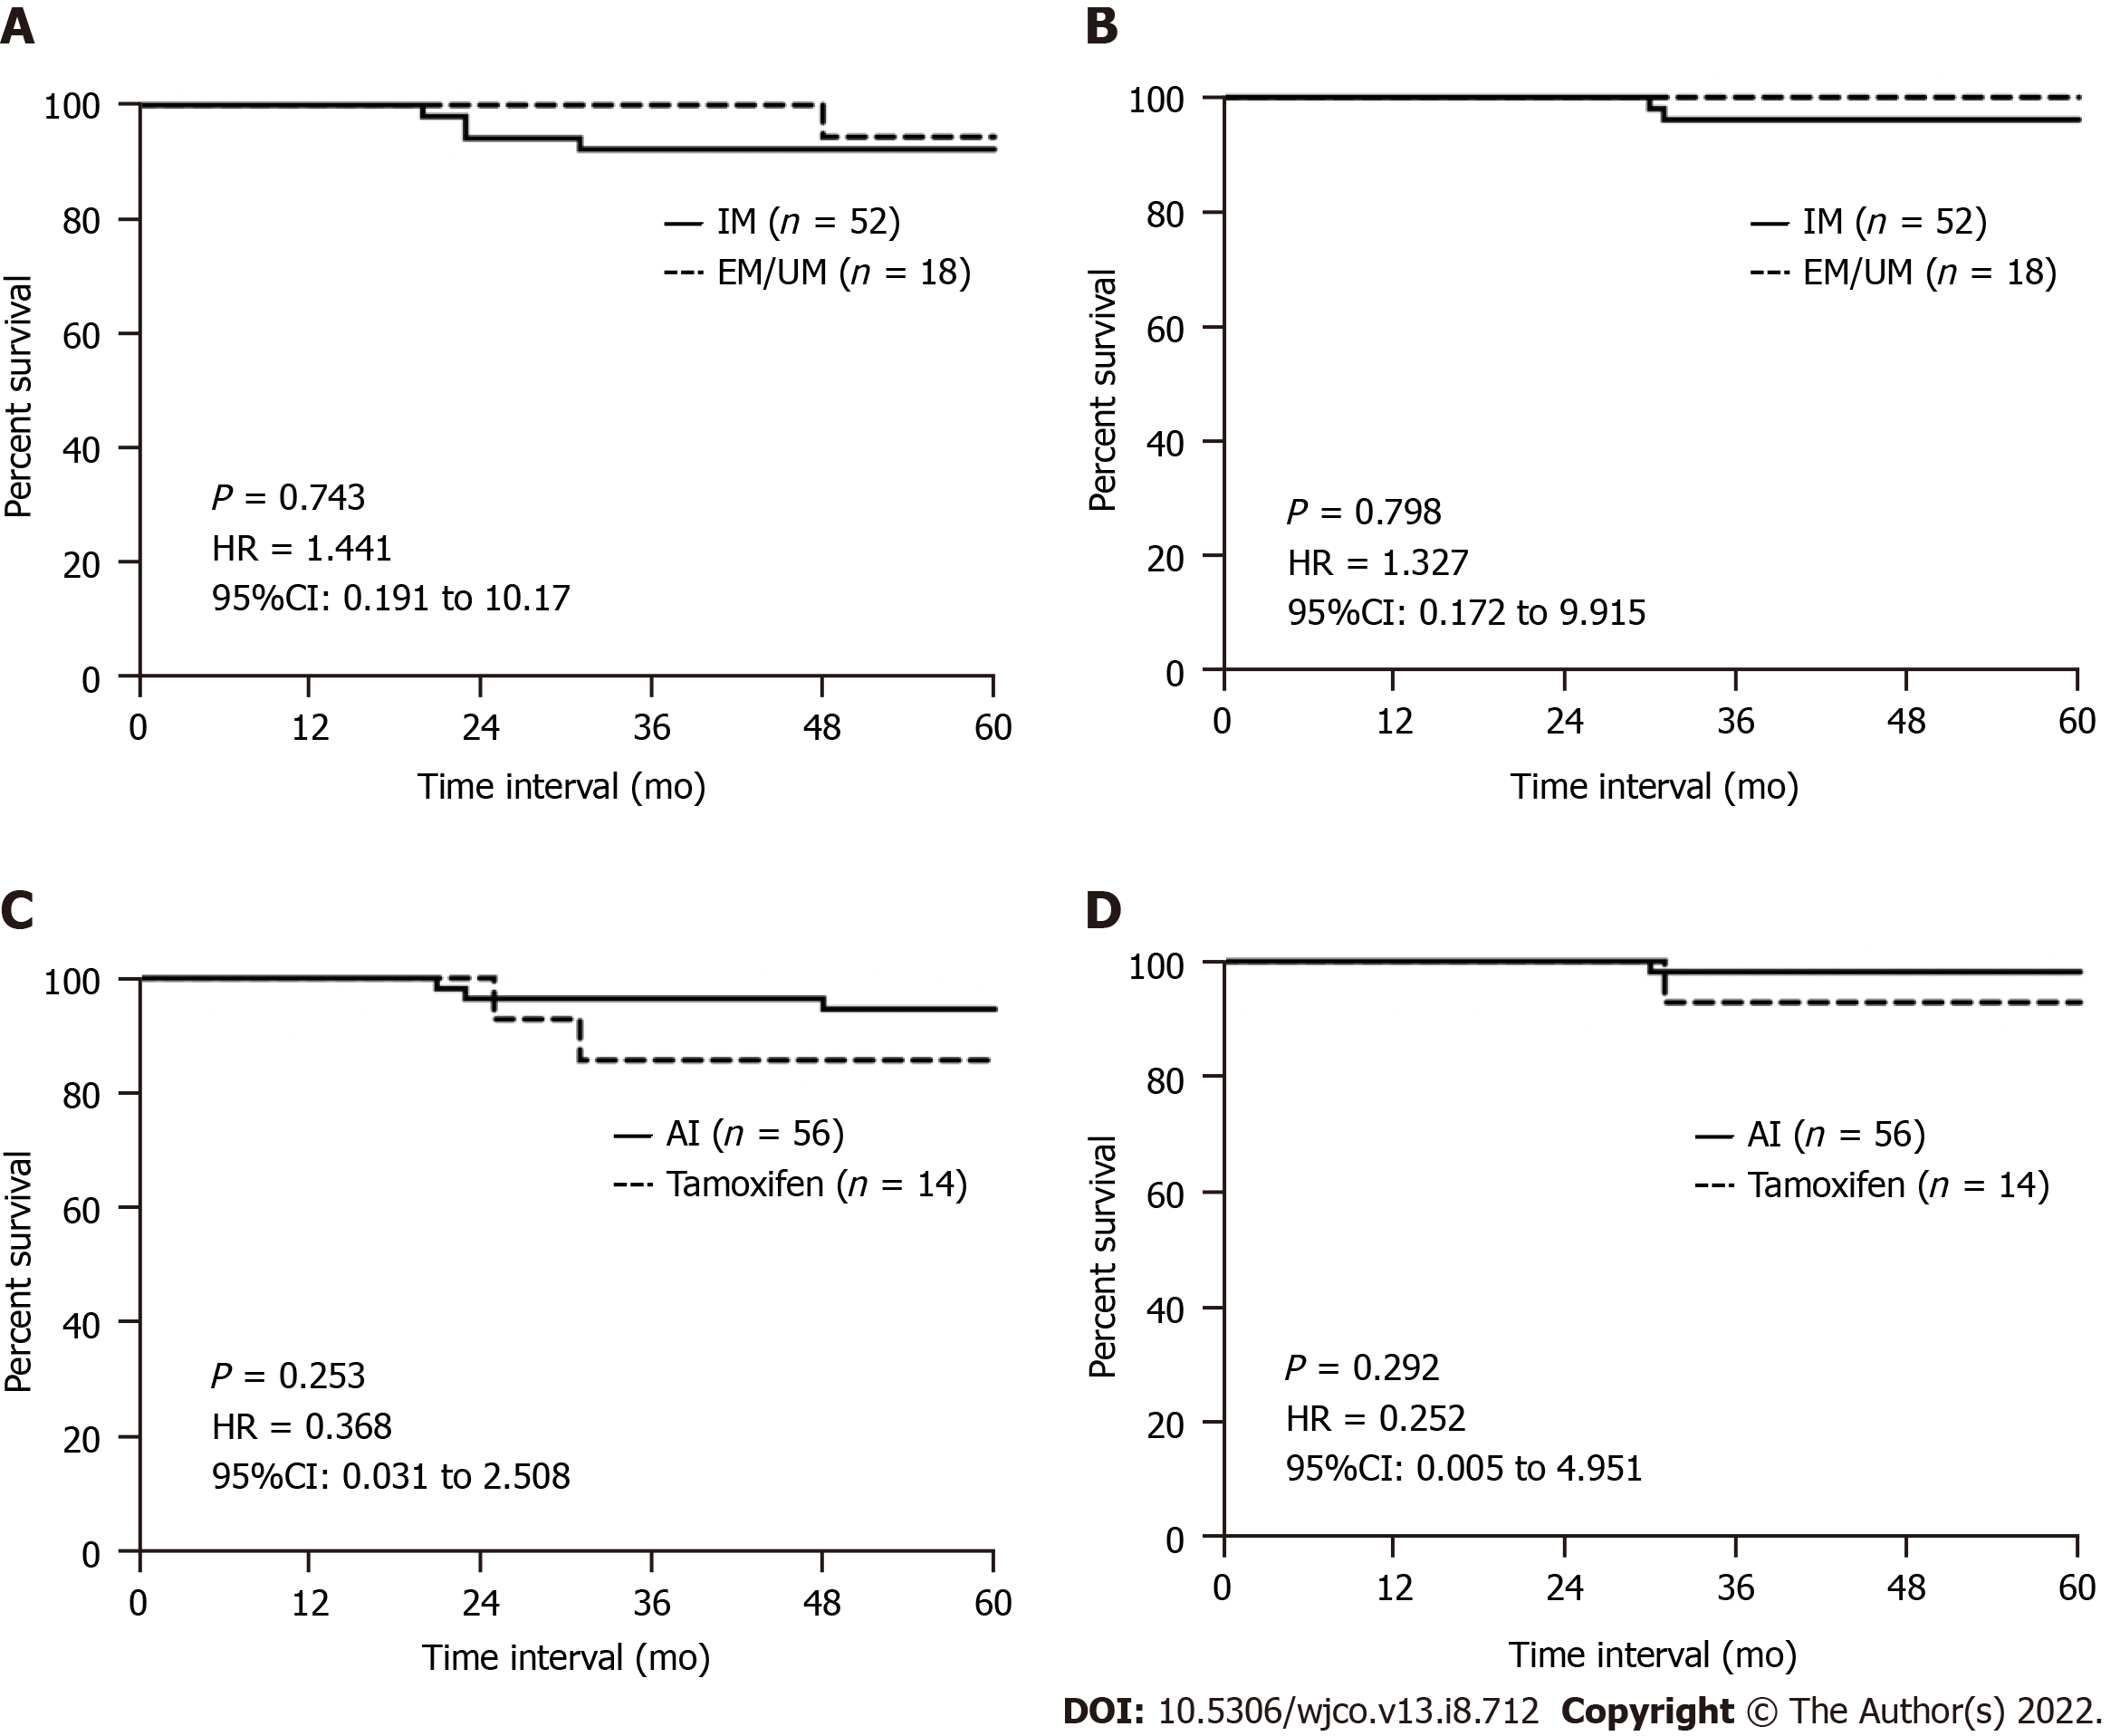 A
100
80
60
40
20
0
Percent survival
IM (n = 52)
EM/UM (n = 18)
P = 0.743
HR = 1.441
95%CI: 0.191 to 10.17
0 12 24 36 48 60
Time interval (mo)
B
100
80
60
40
20
0
Percent survival
IM (n = 52)
EM/UM (n = 18)
P = 0.798
HR = 1.327
95%CI: 0.172 to 9.915
0 12 24 36 48 60
Time interval (mo)
C
100
80
60
40
20
0
Percent survival
AI (n = 56)
Tamoxifen (n = 14)
P = 0.253
HR = 0.368
95%CI: 0.031 to 2.508
0 12 24 36 48 60
Time interval (mo)
D
100
80
60
40
20
0
Percent survival
AI (n = 56)
Tamoxifen (n = 14)
P = 0.292
HR = 0.252
95%CI: 0.005 to 4.951
0 12 24 36 48 60
Time interval (mo)
DOI: 10.5306/wjco.v13.i8.712 Copyright © The Author(s) 2022.